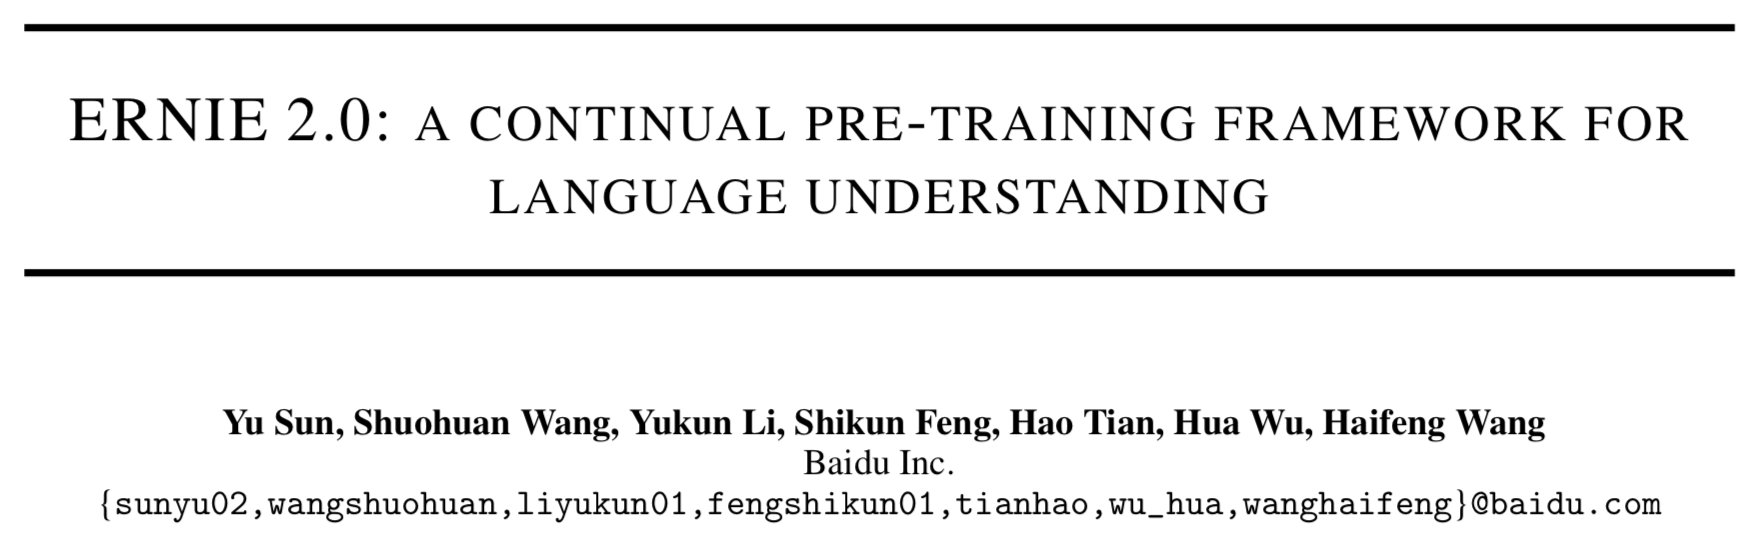 ERNIE 2.0: A CONTINUAL PRE-TRAINING FRAMEWORK FOR
LANGUAGE UNDERSTANDING
Yu Sun, Shuohuan Wang, Yukun Li, Shikun Feng, Hao Tian, Hua Wu, Haifeng Wang
Baidu Inc.
{sunyu02,wangshuohuan,liyukun01,fengshikun01,tianhao,wu_hua,wanghaifeng}@baidu.com